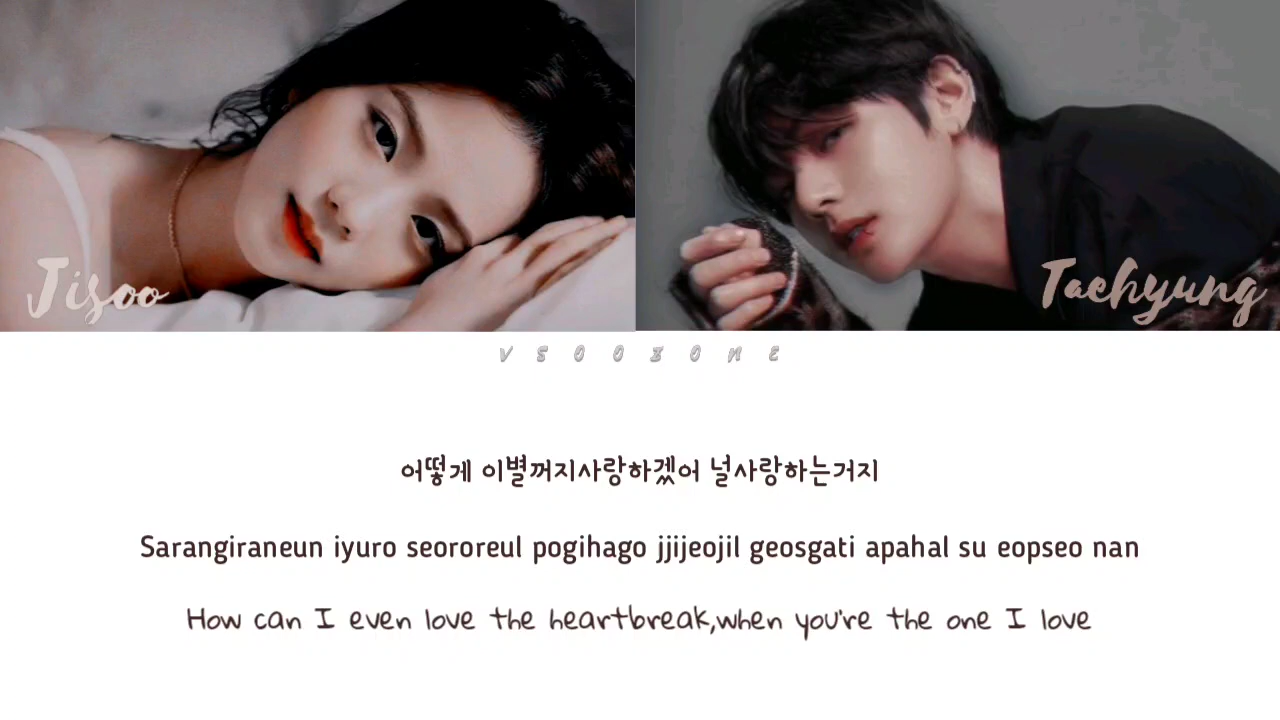 Jisoo
Taehyung
VSOOZONE
어떻게 이별꺼지사랑하겠어 널사랑하는거지
Sarangiraneun iyuro seororeul pogihago jjijeojil geosgati apahal su eopseo nan
How can I even love the heartbreak,when you're the one I love